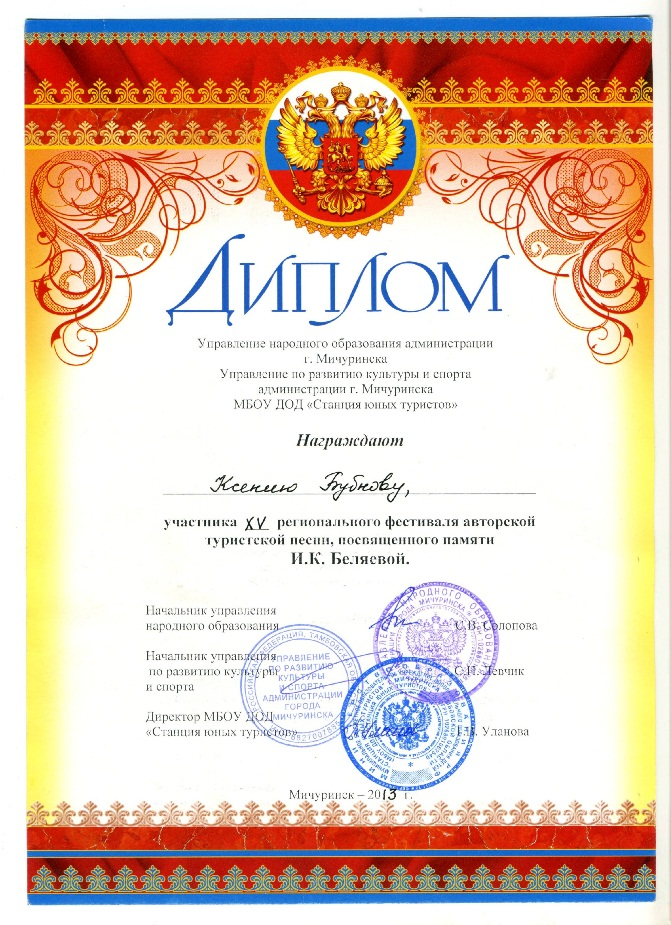 Диплом
Управление народного образования администрации
г. Мичуринска
Управление по развитию культуры и спорта
администрации г. Мичуринска
МБОУ ДОД «Станция юных туристов»
Награждают
Ксению Бубнову,
участника XV регионального фестиваля авторской
туристской песни, посвященного памяти
И.К. Беляевой.
Начальник управления
народного образования С.В. Солопова
Начальник управления
по развитию культуры С.П. Левчик
и спорта
Директор МБОУ ДОД
«Станция юных туристов» Уланова
УПРАВЛЕНИЕ
ПО РАЗВИТИЮ
КУЛЬТУРЫ
И СПОРТА
АДМИНИСТРАЦИИ
ГОРОДА
МИЧУРИНСКА
Мичуринск – 2013 г.